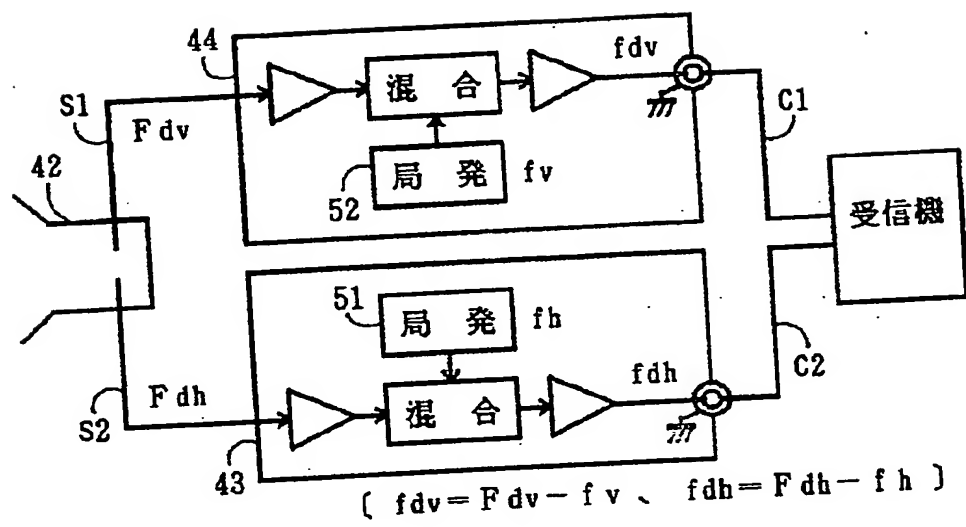 44
fdv
S1
混 合
C1
Fdv
42
局 発
fv
52
受信機
51
局 発
fh
fdh
C2
Fdh
混 合
S2
43
〔 fdv=Fdv-fv、 fdh=Fdh-fh 〕